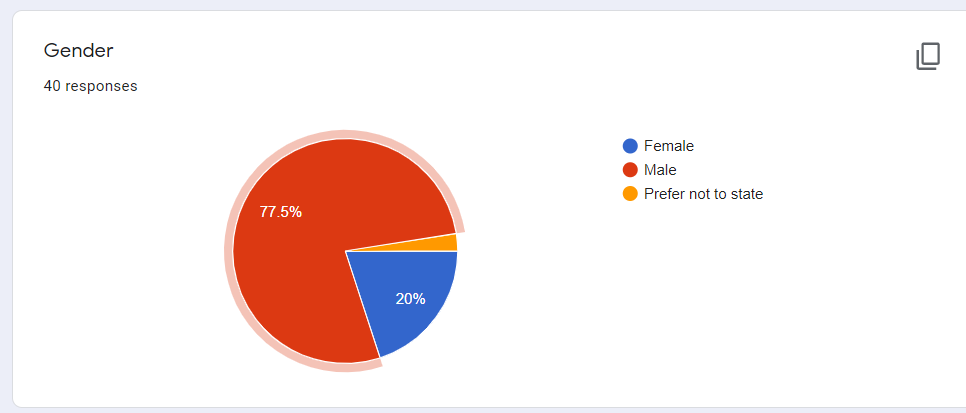 Gender
40 responses
77.5%
20%
Female
Male
Prefer not to state